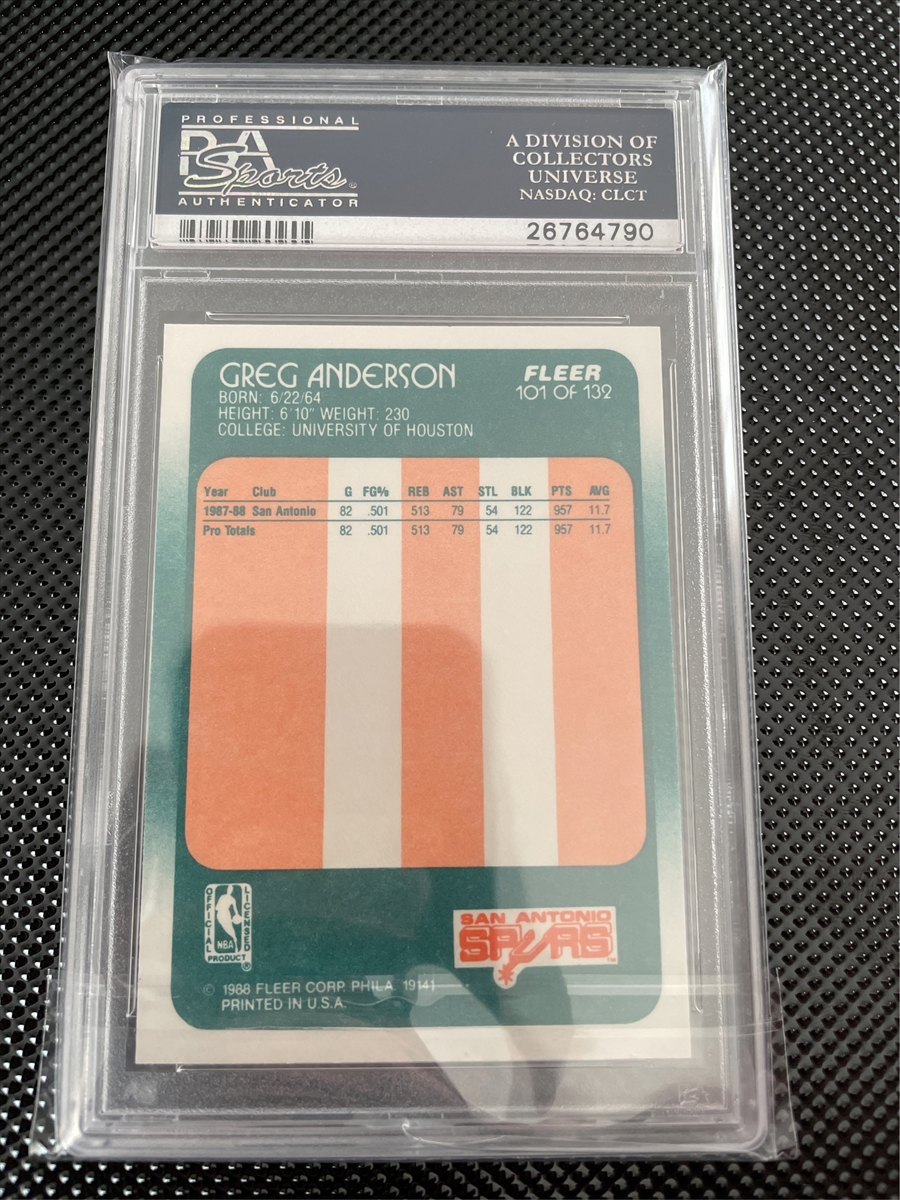 PROFESSIONAL
PSA
Sports®
AUTHENTICATOR
A DIVISION OF
COLLECTORS
UNIVERSE
NASDAQ: CLCT
26764790
GREG ANDERSON
BORN: 6/22/64
HEIGHT: 6'10" WEIGHT: 230
COLLEGE: UNIVERSITY OF HOUSTON
FLEER
101 OF 132
Year Club G FG% REB AST STL BLK PTS AVG
1987-88 San Antonio 82 .501 513 79 54 122 957 11.7
Pro Totals 82 .501 513 79 54 122 957 11.7
OFFICIAL LICENSED
NBA
PRODUCT ®
SAN ANTONIO
SPURS ™
© 1988 FLEER CORP. PHILA. 19141
PRINTED IN U.S.A.